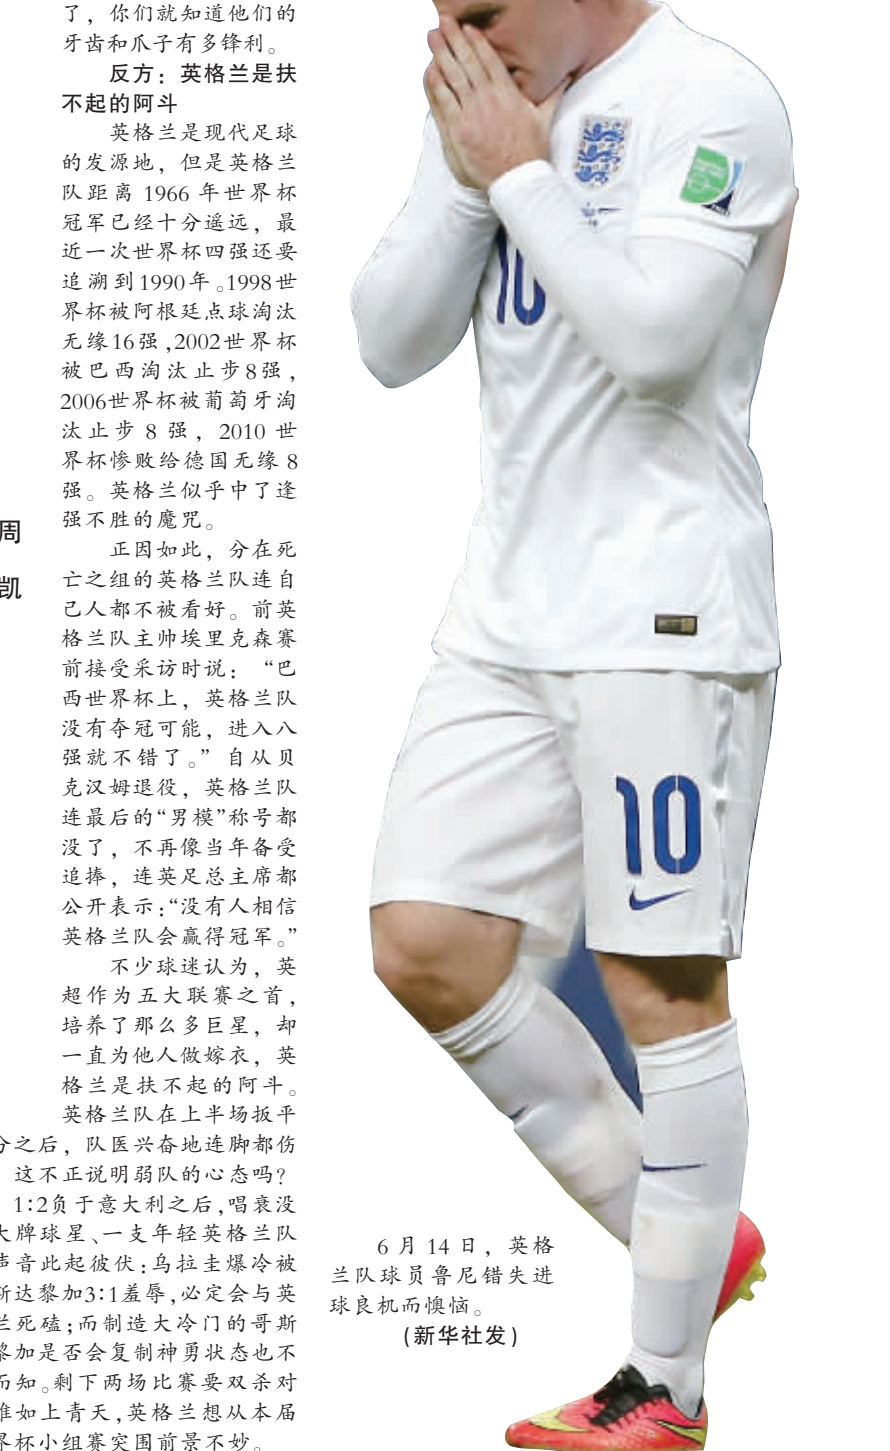 了，你们就知道他们的
牙齿和爪子有多锋利。
反方：英格兰是扶
不起的阿斗
英格兰是现代足球
的发源地，但是英格兰
队距离 1966 年世界杯
冠军已经十分遥远，最
近一次世界杯四强还要
追溯到1990年。1998世
界杯被阿根廷点球淘汰
无缘16强,2002世界杯
被巴西淘汰止步8强，
2006世界杯被葡萄牙淘
汰止步 8 强，2010 世
界杯惨败给德国无缘 8
强。英格兰似乎中了逢
强不胜的魔咒。
正因如此，分在死
亡之组的英格兰队连自
己人都不被看好。前英
格兰队主帅埃里克森赛
前接受采访时说：“巴
西世界杯上，英格兰队
没有夺冠可能，进入八
强就不错了。”自从贝
克汉姆退役，英格兰队
连最后的“男模”称号都
没了，不再像当年备受
追捧，连英足总主席都
公开表示:“没有人相信
英格兰队会赢得冠军。”
不少球迷认为，英
超作为五大联赛之首，
培养了那么多巨星，却
一直为他人做嫁衣，英
格兰是扶不起的阿斗。
英格兰队在上半场扳平
分之后，队医兴奋地连脚都伤
这不正说明弱队的心态吗？
1:2负于意大利之后,唱衰没
大牌球星、一支年轻英格兰队
声音此起彼伏:乌拉圭爆冷被
斯达黎加3:1羞辱,必定会与英
兰死磕;而制造大冷门的哥斯
黎加是否会复制神勇状态也不
而知。剩下两场比赛要双杀对
难如上青天,英格兰想从本届
界杯小组赛突围前景不妙。
周
凯
10
10
6 月 14 日，英格
兰队球员鲁尼错失进
球良机而懊恼。
(新华社发)